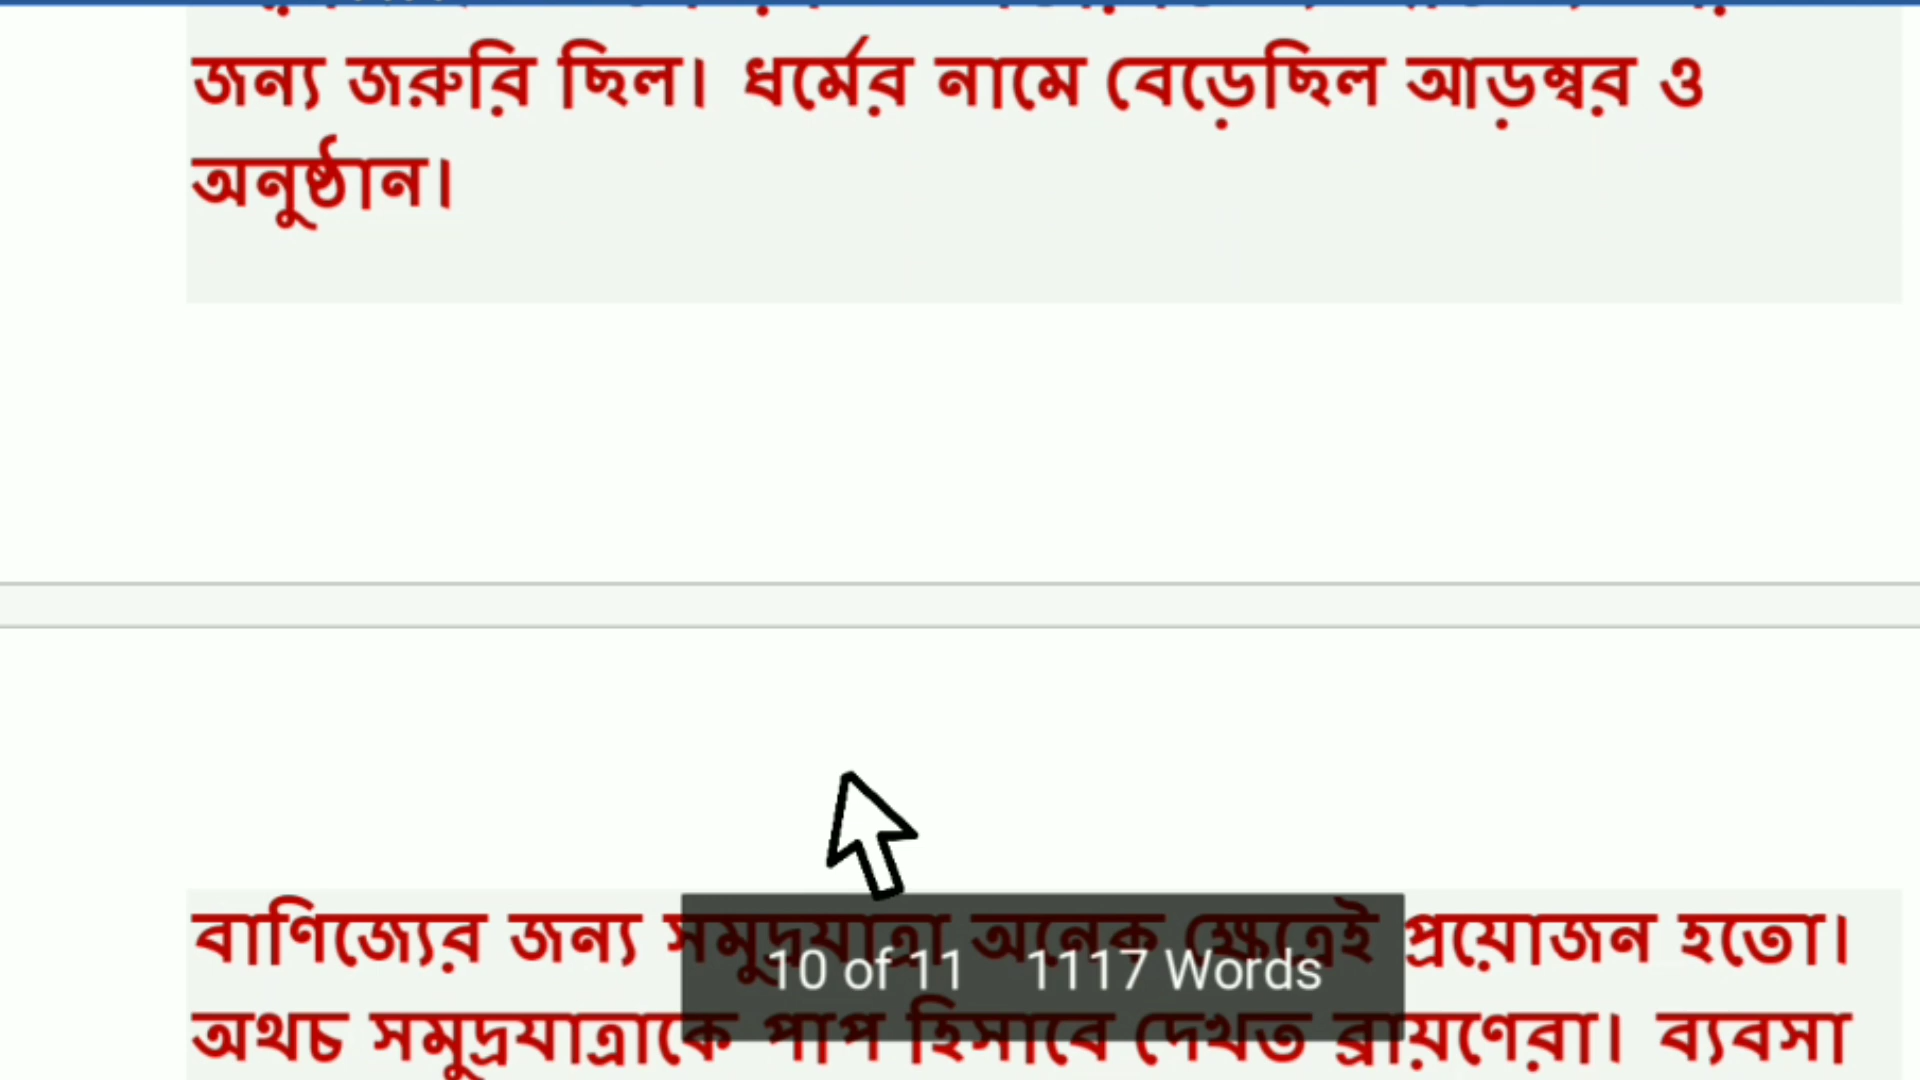 জন্য জরুরি ছিল। ধর্মের নামে বেড়েছিল আড়ম্বর ও
অনুষ্ঠান।
বাণিজ্যের জন্য সমুদ্রযাত্রা অনেক ক্ষেত্রেই প্রয়োজন হতো।
10 of 11 1117 Words
অথচ সমুদ্রযাত্রাকে পাপ হিসাবে দেখত ব্রায়ণেরা। ব্যবসা